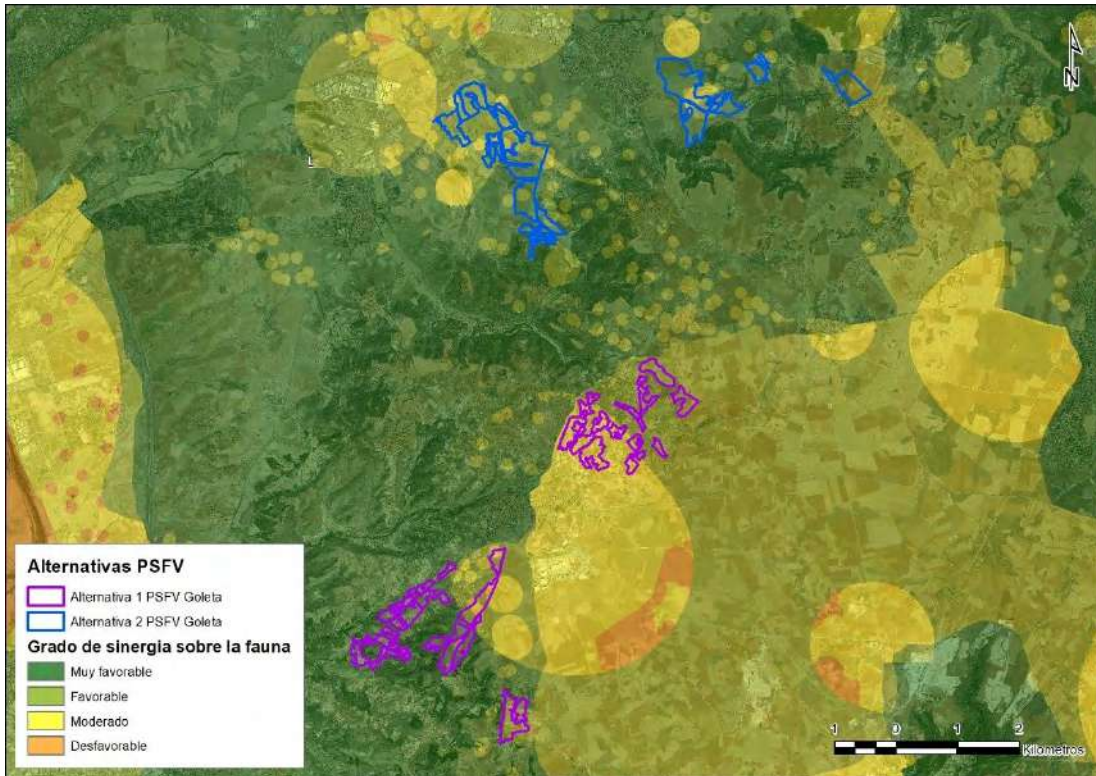 N
L
Alternativas PSFV
Alternativa 1 PSFV Goleta
Alternativa 2 PSFV Goleta
Grado de sinergia sobre la fauna
Muy favorable
Favorable
Moderado
Desfavorable
1 0 1 2
Kilómetros